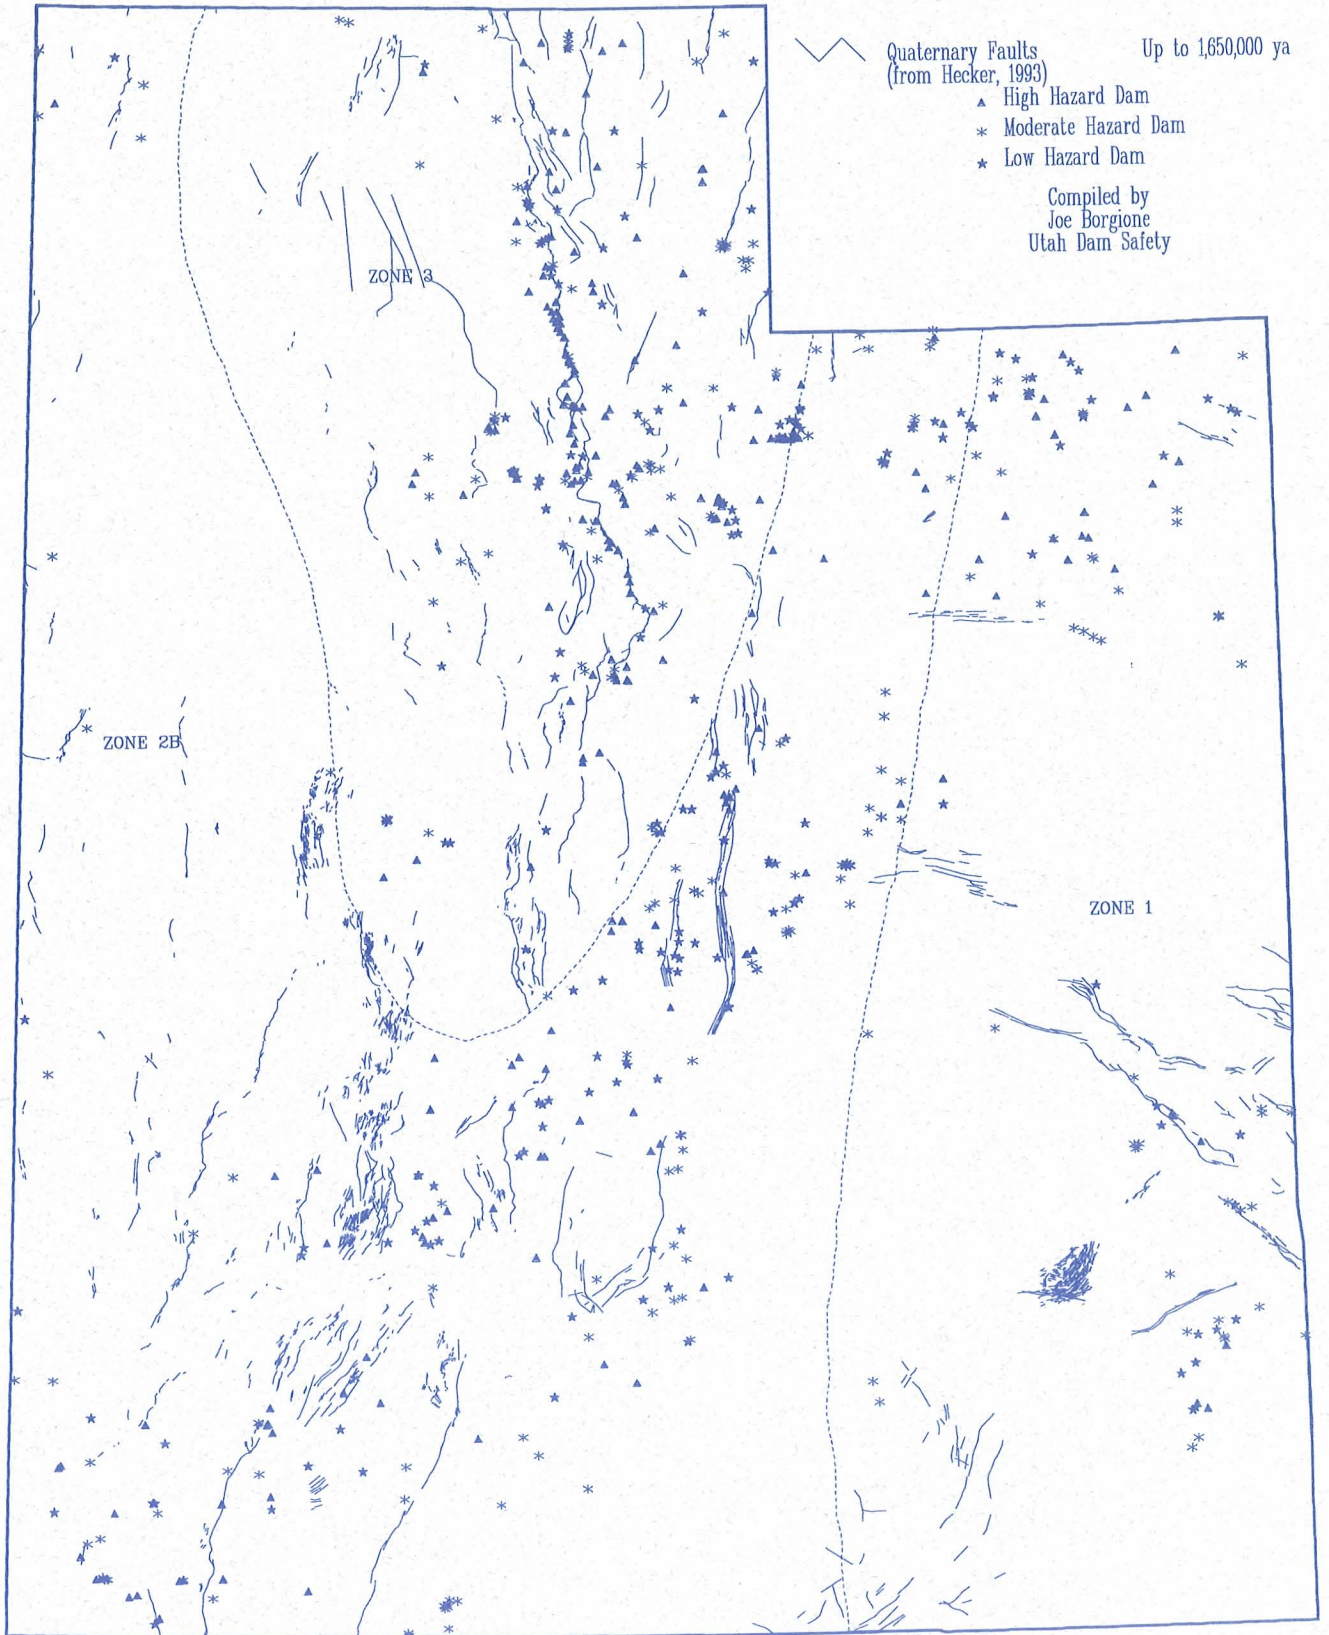 Quaternary Faults Up to 1,650,000 ya
(from Hecker, 1993)
High Hazard Dam
Moderate Hazard Dam
Low Hazard Dam
Compiled by
Joe Borgione
Utah Dam Safety
ZONE 3
ZONE 2B
ZONE 1